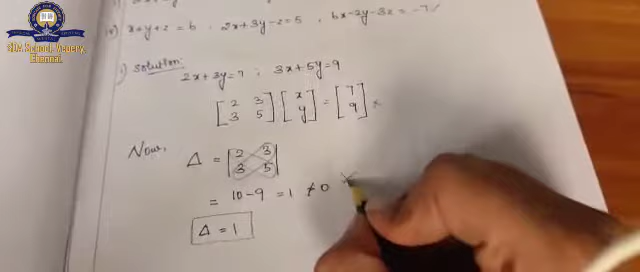 iv) x+y+z=6 ; 2x+3y-z=5 ; 6x-2y-3z=-7
i) Solution:
2x+3y=7 ; 3x+5y=9
[2 3
3 5] [x
y] = [7
9]
Now,
Δ = |2 3
3 5|
= 10-9 = 1 ≠ 0
Δ = 1